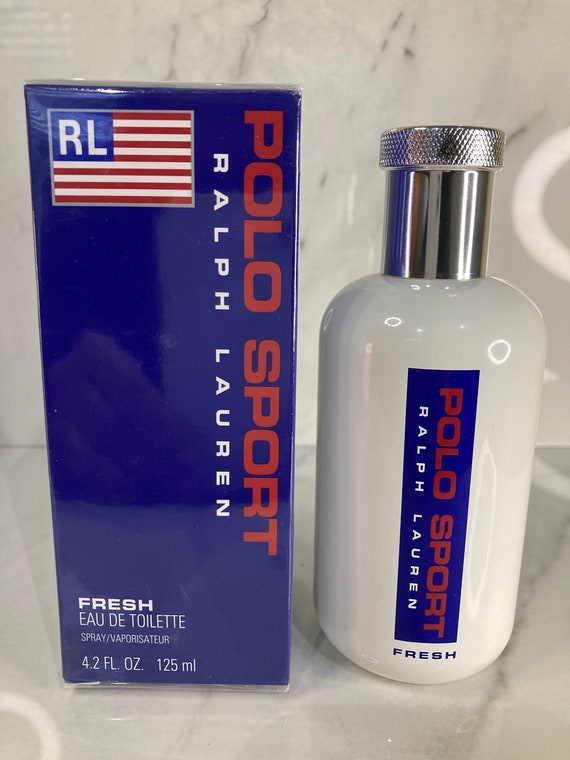 RL
POLO SPORT
RALPH LAUREN
FRESH
EAU DE TOILETTE
SPRAY/VAPORISATEUR
4.2 FL. OZ. 125 ml
POLO SPORT
RALPH LAUREN
FRESH